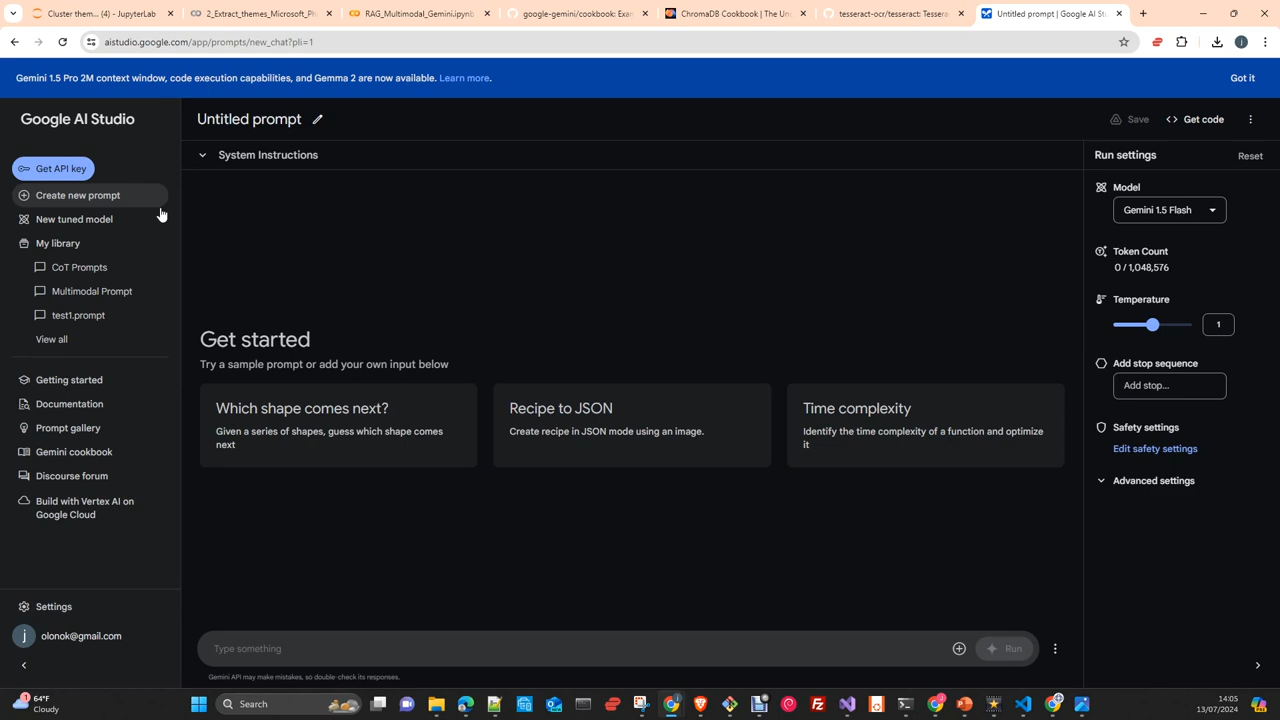 Cluster them... (4) - JupyterLab
2_Extract_themes_Microsoft_Ph
RAG_Multimodal_Gemini.ipynb
google-gemini/cookbook: Exa
ChromaDB Cookbook | The Un
tesseract-ocr/tesseract: Tessera
Untitled prompt | Google AI St
aistudio.google.com/app/prompts/new_chat?pli=1
Gemini 1.5 Pro 2M context window, code execution capabilities, and Gemma 2 are now available. Learn more.
Got it
Google AI Studio
Untitled prompt
Save
<> Get code
Get API key
System Instructions
Run settings
Reset
Create new prompt
Model
New tuned model
Gemini 1.5 Flash
My library
Token Count
CoT Prompts
0 / 1,048,576
Multimodal Prompt
Temperature
test1.prompt
1
View all
Get started
Try a sample prompt or add your own input below
Add stop sequence
Add stop...
Getting started
Documentation
Prompt gallery
Gemini cookbook
Discourse forum
Build with Vertex AI on
Google Cloud
Which shape comes next?
Given a series of shapes, guess which shape comes
next
Recipe to JSON
Create recipe in JSON mode using an image.
Time complexity
Identify the time complexity of a function and optimize
it
Safety settings
Edit safety settings
Advanced settings
Settings
j olonok@gmail.com
Type something
Run
Gemini API may make mistakes, so double-check its responses.
1
64°F
Cloudy
Search
14:05
13/07/2024